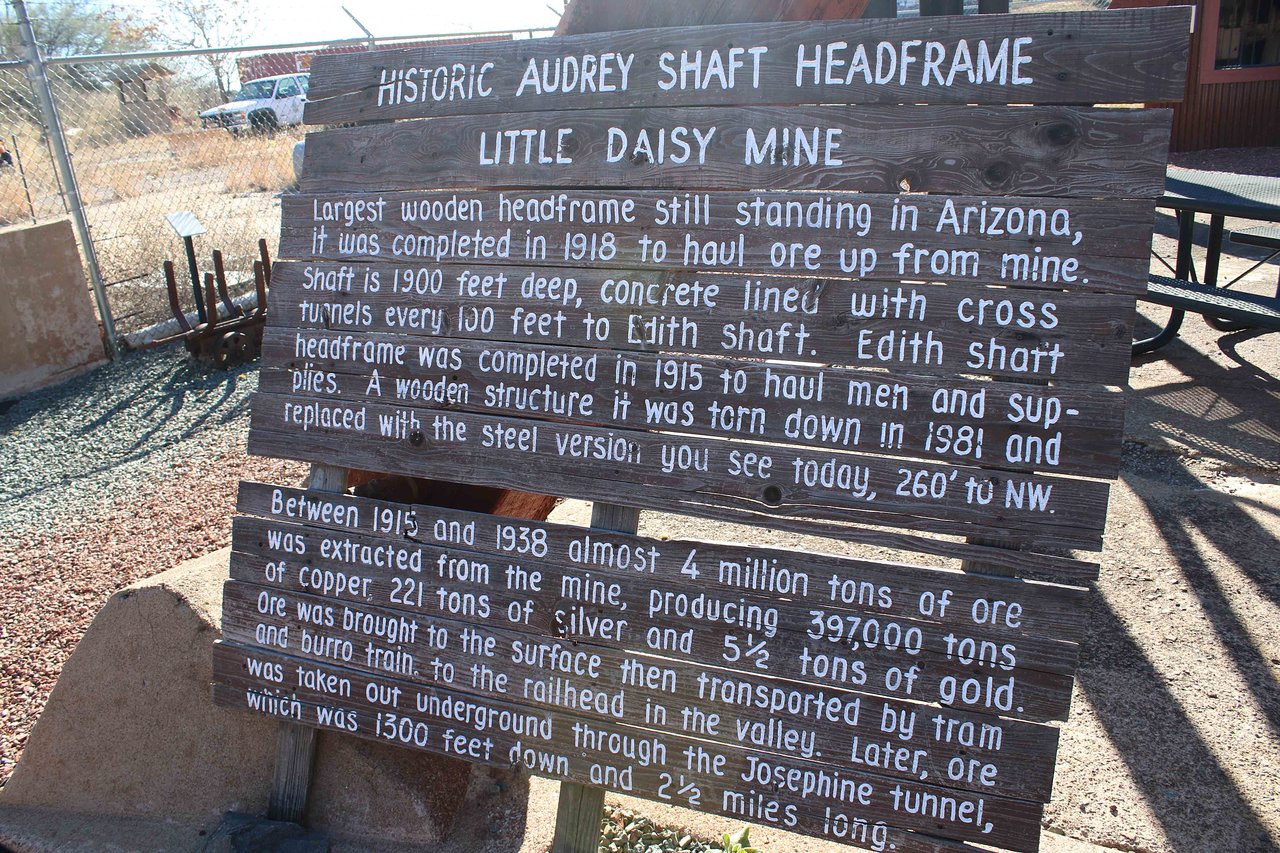 HISTORIC AUDREY SHAFT HEADFRAME
LITTLE DAISY MINE
Largest wooden headframe still standing in Arizona,
it was completed in 1918 to haul ore up from mine.
Shaft is 1900 feet deep, concrete lined with cross
tunnels every 100 feet to Edith shaft. Edith shaft
headframe was completed in 1915 to haul men and sup-
plies. A wooden structure it was torn down in 1981 and
replaced with the steel version you see today, 260' to NW.
Between 1915 and 1938 almost 4 million tons of ore
was extracted from the mine, producing 397,000 tons
of copper, 221 tons of silver and 5½ tons of gold.
Ore was brought to the surface then transported by tram
and burro train to the railhead in the valley. Later, ore
was taken out underground through the Josephine tunnel,
which was 1300 feet down and 2½ miles long.